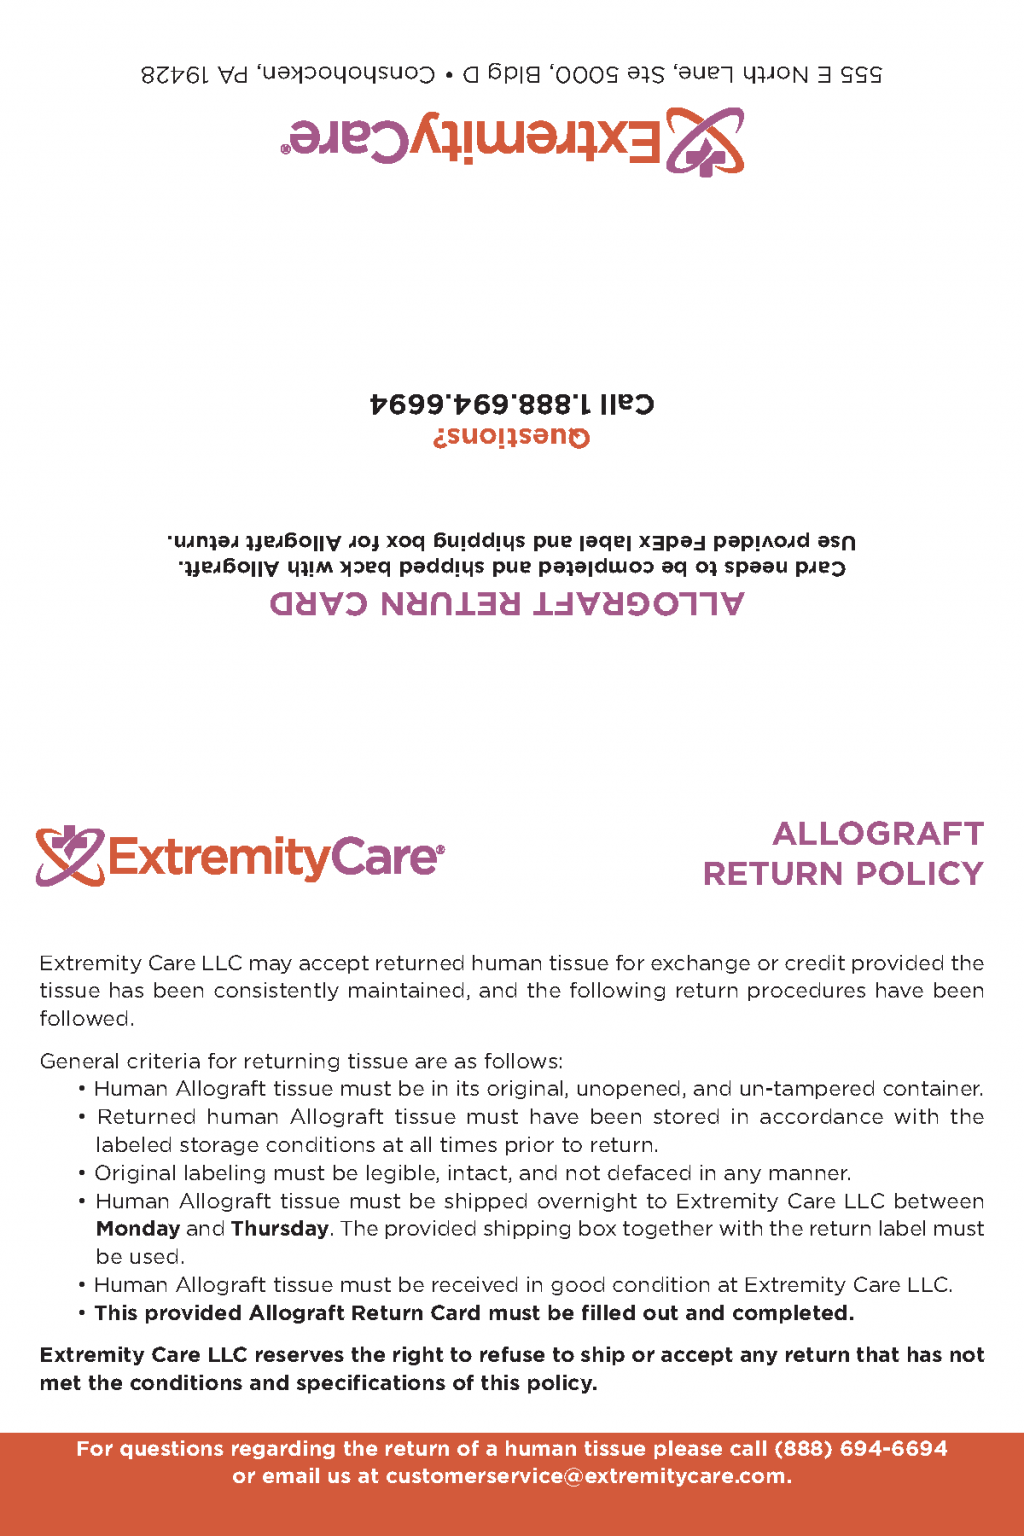 ALLOGRAFT RETURN CARD
Card needs to be completed and shipped back with Allograft.
Use provided FedEx label and shipping box for Allograft return.
Questions?
Call 1.888.694.6694
ExtremityCare®
555 E North Lane, Ste 5000, Bldg D • Conshohocken, PA 19428
ExtremityCare®
ALLOGRAFT
RETURN POLICY
Extremity Care LLC may accept returned human tissue for exchange or credit provided the
tissue has been consistently maintained, and the following return procedures have been
followed.
General criteria for returning tissue are as follows:
• Human Allograft tissue must be in its original, unopened, and un-tampered container.
• Returned human Allograft tissue must have been stored in accordance with the
labeled storage conditions at all times prior to return.
• Original labeling must be legible, intact, and not defaced in any manner.
• Human Allograft tissue must be shipped overnight to Extremity Care LLC between
Monday and Thursday. The provided shipping box together with the return label must
be used.
• Human Allograft tissue must be received in good condition at Extremity Care LLC.
• This provided Allograft Return Card must be filled out and completed.
Extremity Care LLC reserves the right to refuse to ship or accept any return that has not
met the conditions and specifications of this policy.
For questions regarding the return of a human tissue please call (888) 694-6694
or email us at customerservice@extremitycare.com.